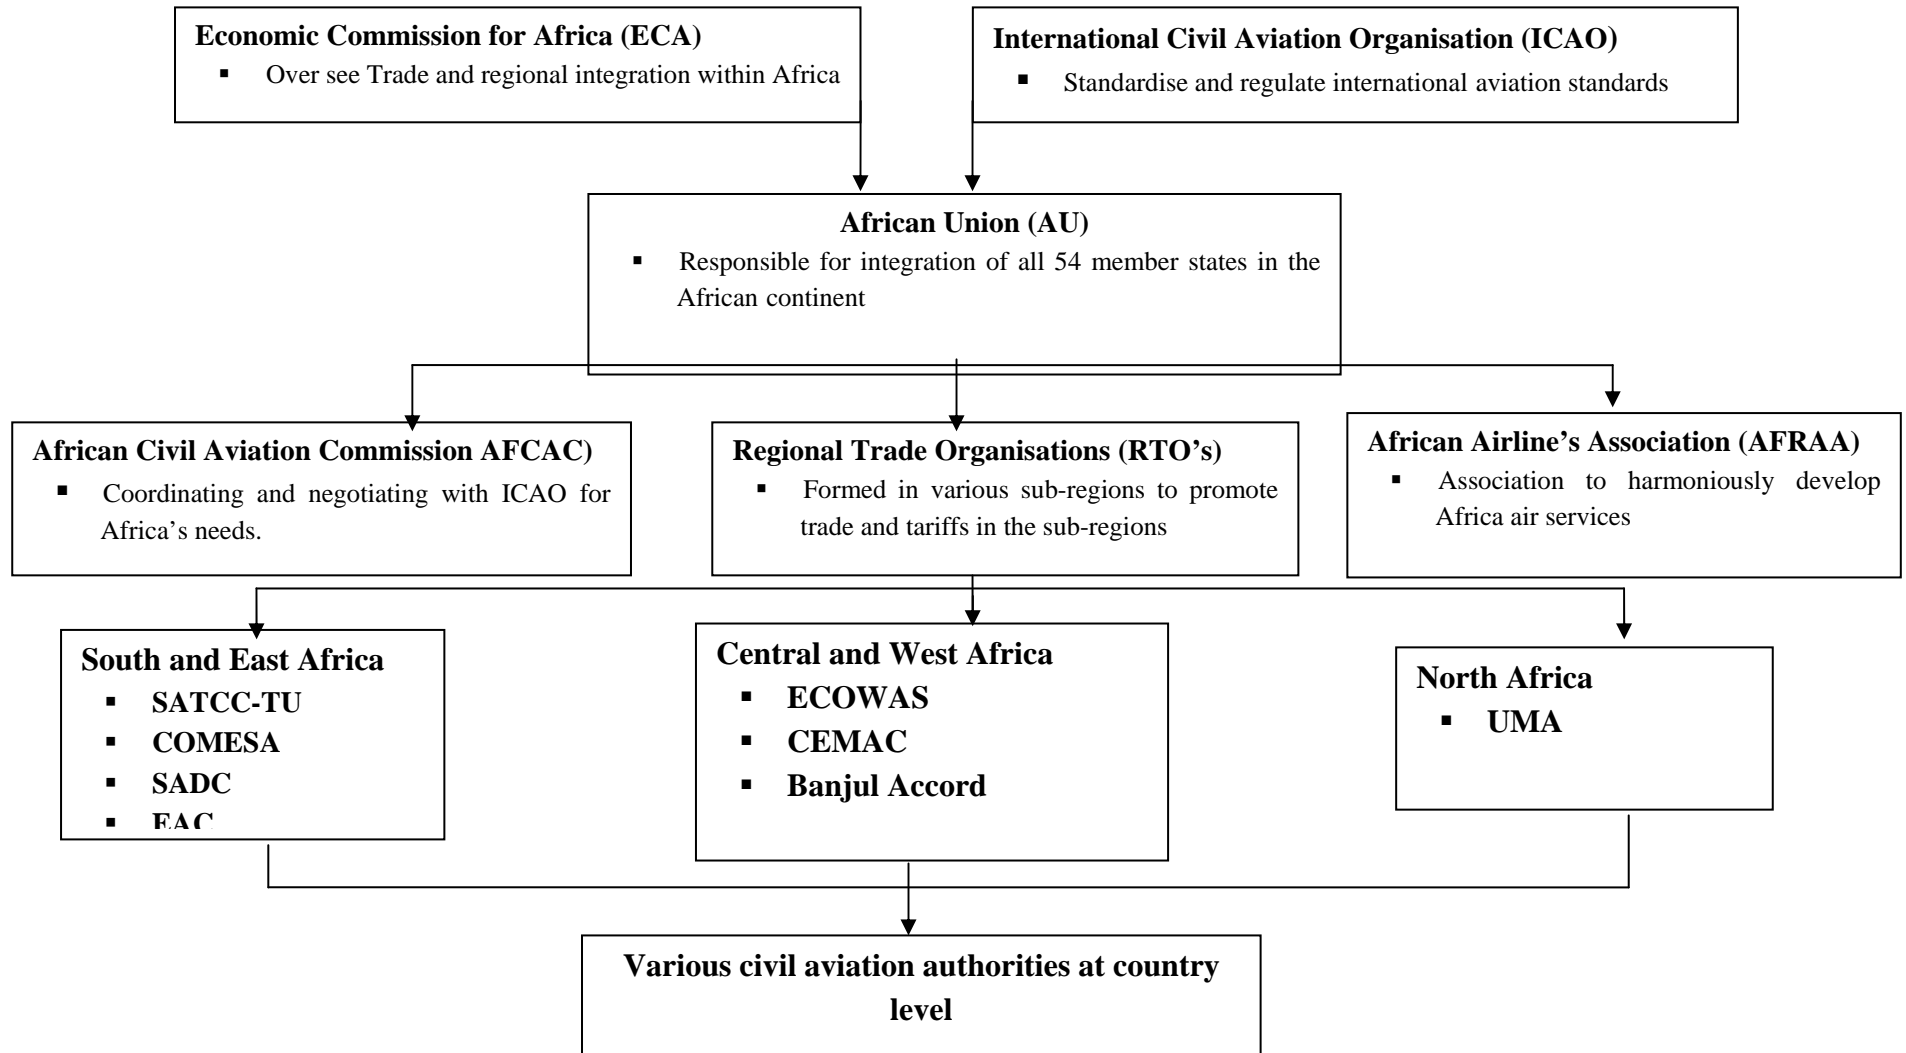 Economic Commission for Africa (ECA)
▪ Over see Trade and regional integration within Africa
International Civil Aviation Organisation (ICAO)
▪ Standardise and regulate international aviation standards
African Union (AU)
▪ Responsible for integration of all 54 member states in the
African continent
African Civil Aviation Commission AFCAC)
▪ Coordinating and negotiating with ICAO for
Africa’s needs.
Regional Trade Organisations (RTO’s)
▪ Formed in various sub-regions to promote
trade and tariffs in the sub-regions
African Airline’s Association (AFRAA)
▪ Association to harmoniously develop
Africa air services
South and East Africa
▪ SATCC-TU
▪ COMESA
▪ SADC
▪ EAC
Central and West Africa
▪ ECOWAS
▪ CEMAC
▪ Banjul Accord
North Africa
▪ UMA
Various civil aviation authorities at country
level